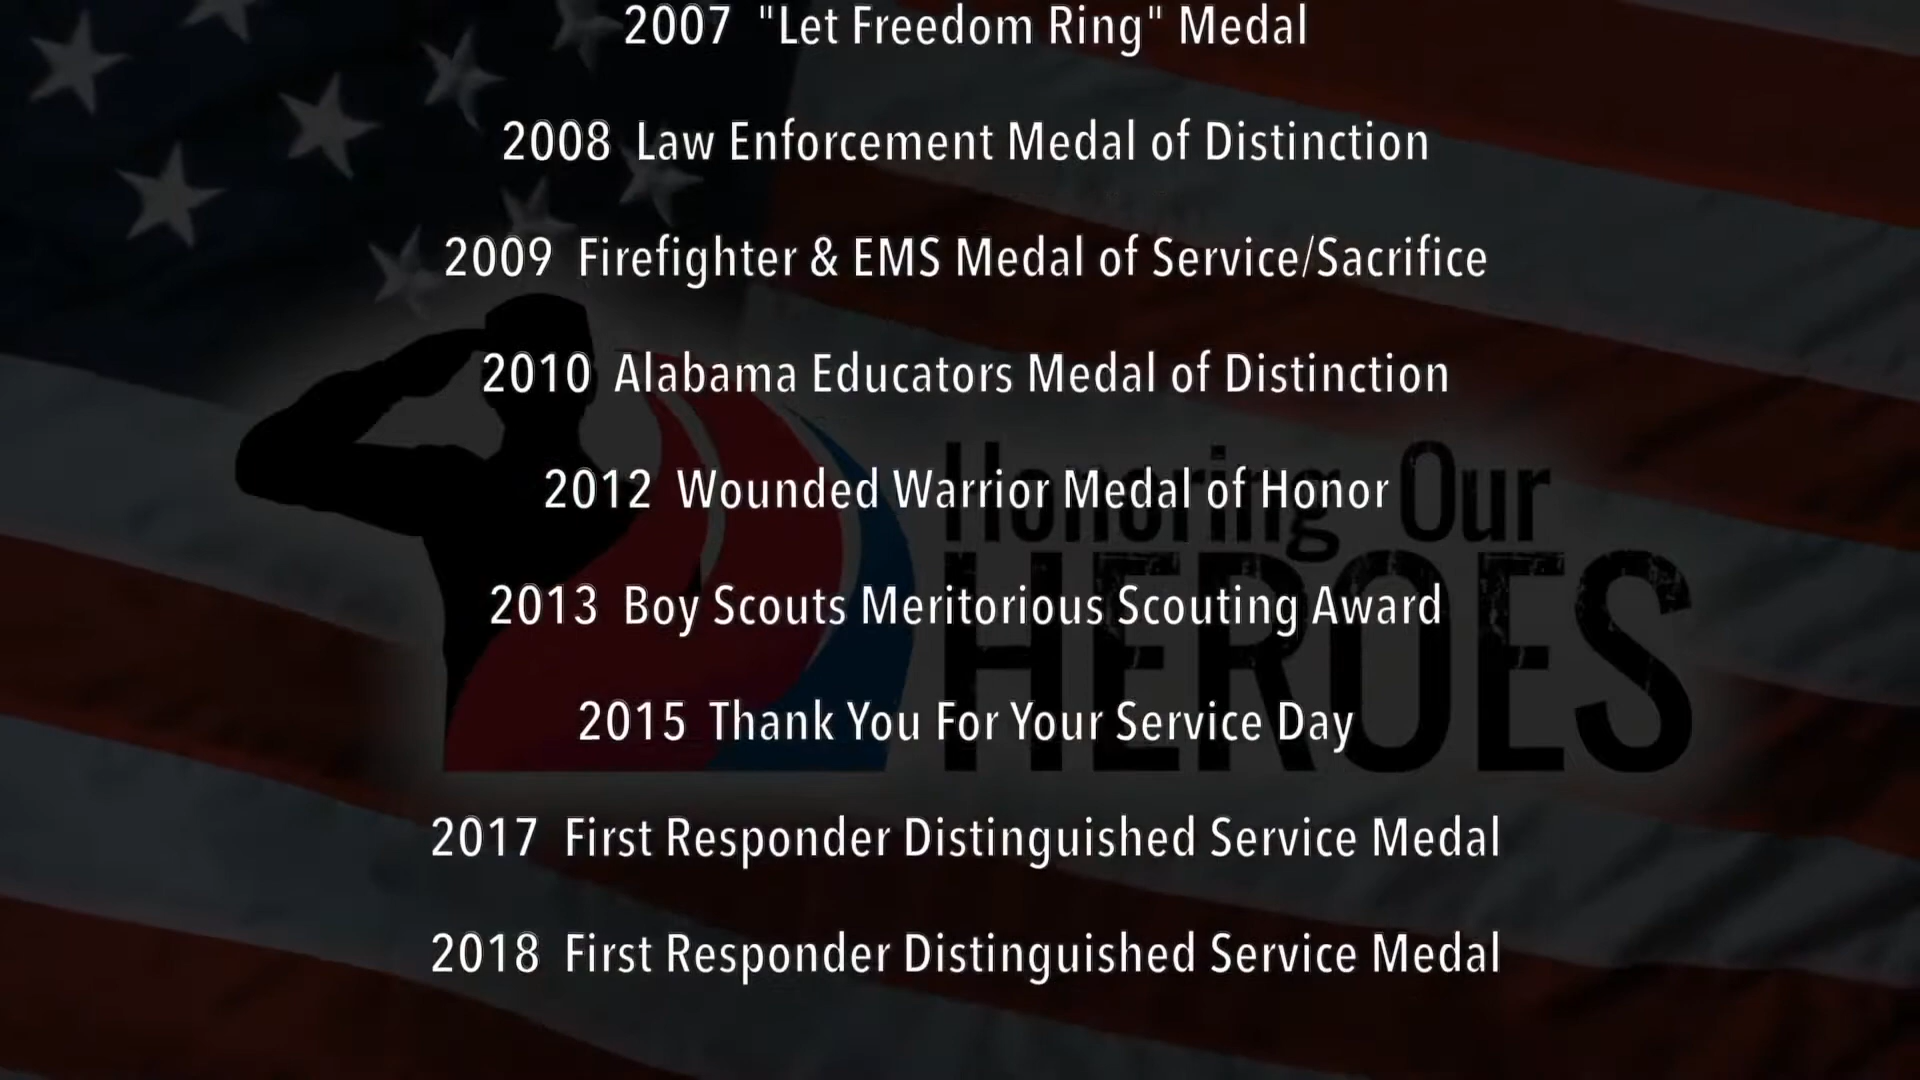 2007 "Let Freedom Ring" Medal
2008 Law Enforcement Medal of Distinction
2009 Firefighter & EMS Medal of Service/Sacrifice
2010 Alabama Educators Medal of Distinction
2012 Wounded Warrior Medal of Honor
Honoring Our
HEROES
2013 Boy Scouts Meritorious Scouting Award
2015 Thank You For Your Service Day
2017 First Responder Distinguished Service Medal
2018 First Responder Distinguished Service Medal